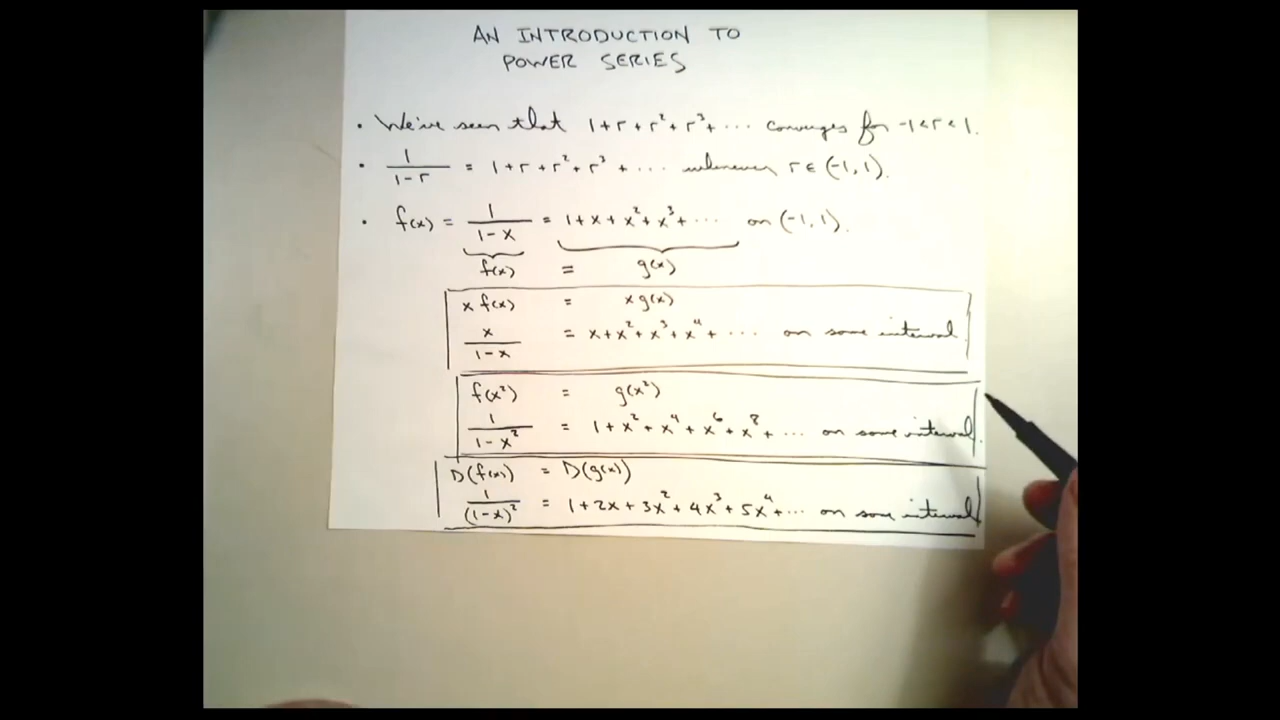 AN INTRODUCTION TO
POWER SERIES
• We've seen that 1+r+r²+r³+ ··· converges for -1<r<1.
• 1/(1-r) = 1+r+r²+r³+ ···· whenever r∈(-1,1).
• f(x) = 1/(1-x) = 1+x+x²+x³+ ··· on (-1,1).
f(x) = g(x)
x f(x) = x g(x)
x/(1-x) = x+x²+x³+x⁴+ ···· on some interval.
f(x²) = g(x²)
1/(1-x²) = 1+x²+x⁴+x⁶+x⁸+ ··· on some interval.
D(f(x)) = D(g(x))
1/(1-x)² = 1+2x+3x²+4x³+5x⁴+··· on some interval